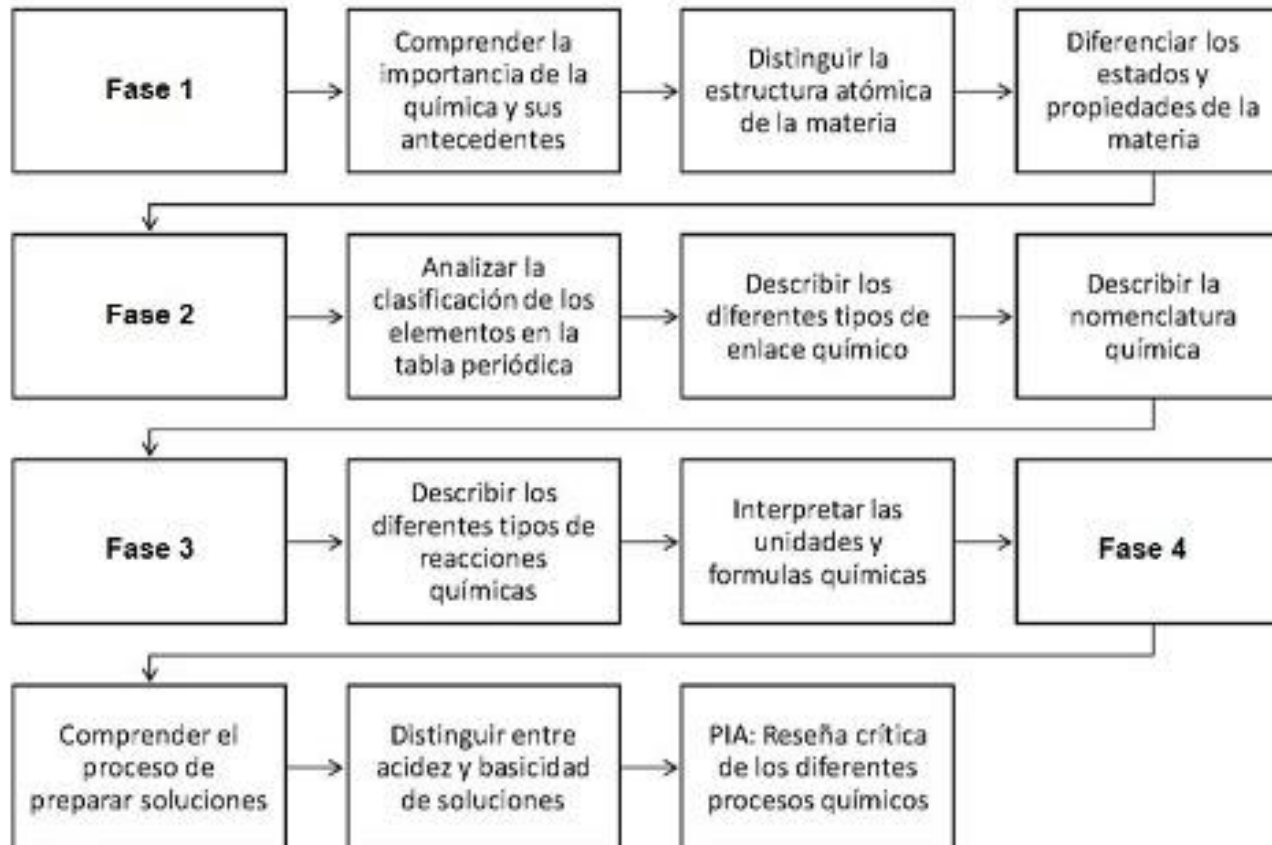 Fase 1
Comprender la
importancia de la
química y sus
antecedentes
Distinguir la
estructura atómica
de la materia
Diferenciar los
estados y
propiedades de la
materia
Fase 2
Analizar la
clasificación de los
elementos en la
tabla periódica
Describir los
diferentes tipos de
enlace químico
Describir la
nomenclatura
química
Fase 3
Describir los
diferentes tipos de
reacciones
químicas
Interpretar las
unidades y
formulas químicas
Fase 4
Comprender el
proceso de
preparar soluciones
Distinguir entre
acidez y basicidad
de soluciones
PIA: Reseña crítica
de los diferentes
procesos químicos